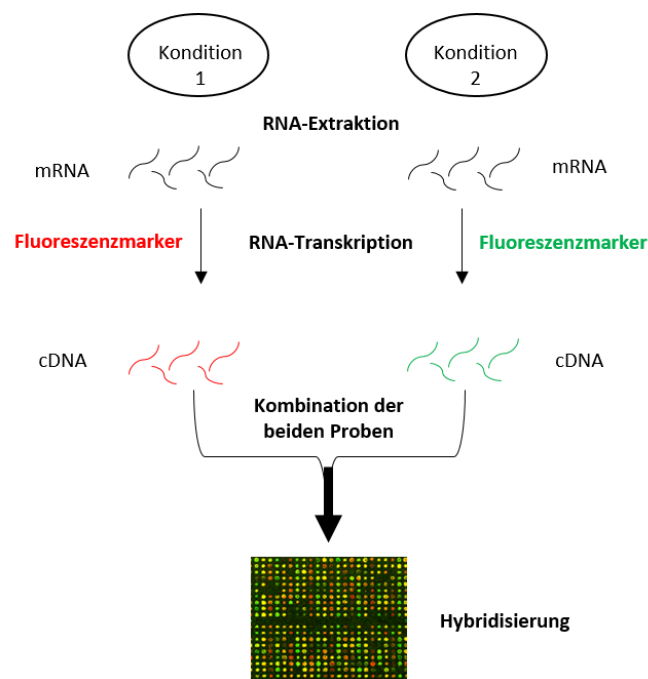 Kondition
1
Kondition
2
RNA-Extraktion
mRNA
mRNA
Fluoreszenzmarker
RNA-Transkription
Fluoreszenzmarker
cDNA
cDNA
Kombination der
beiden Proben
Hybridisierung